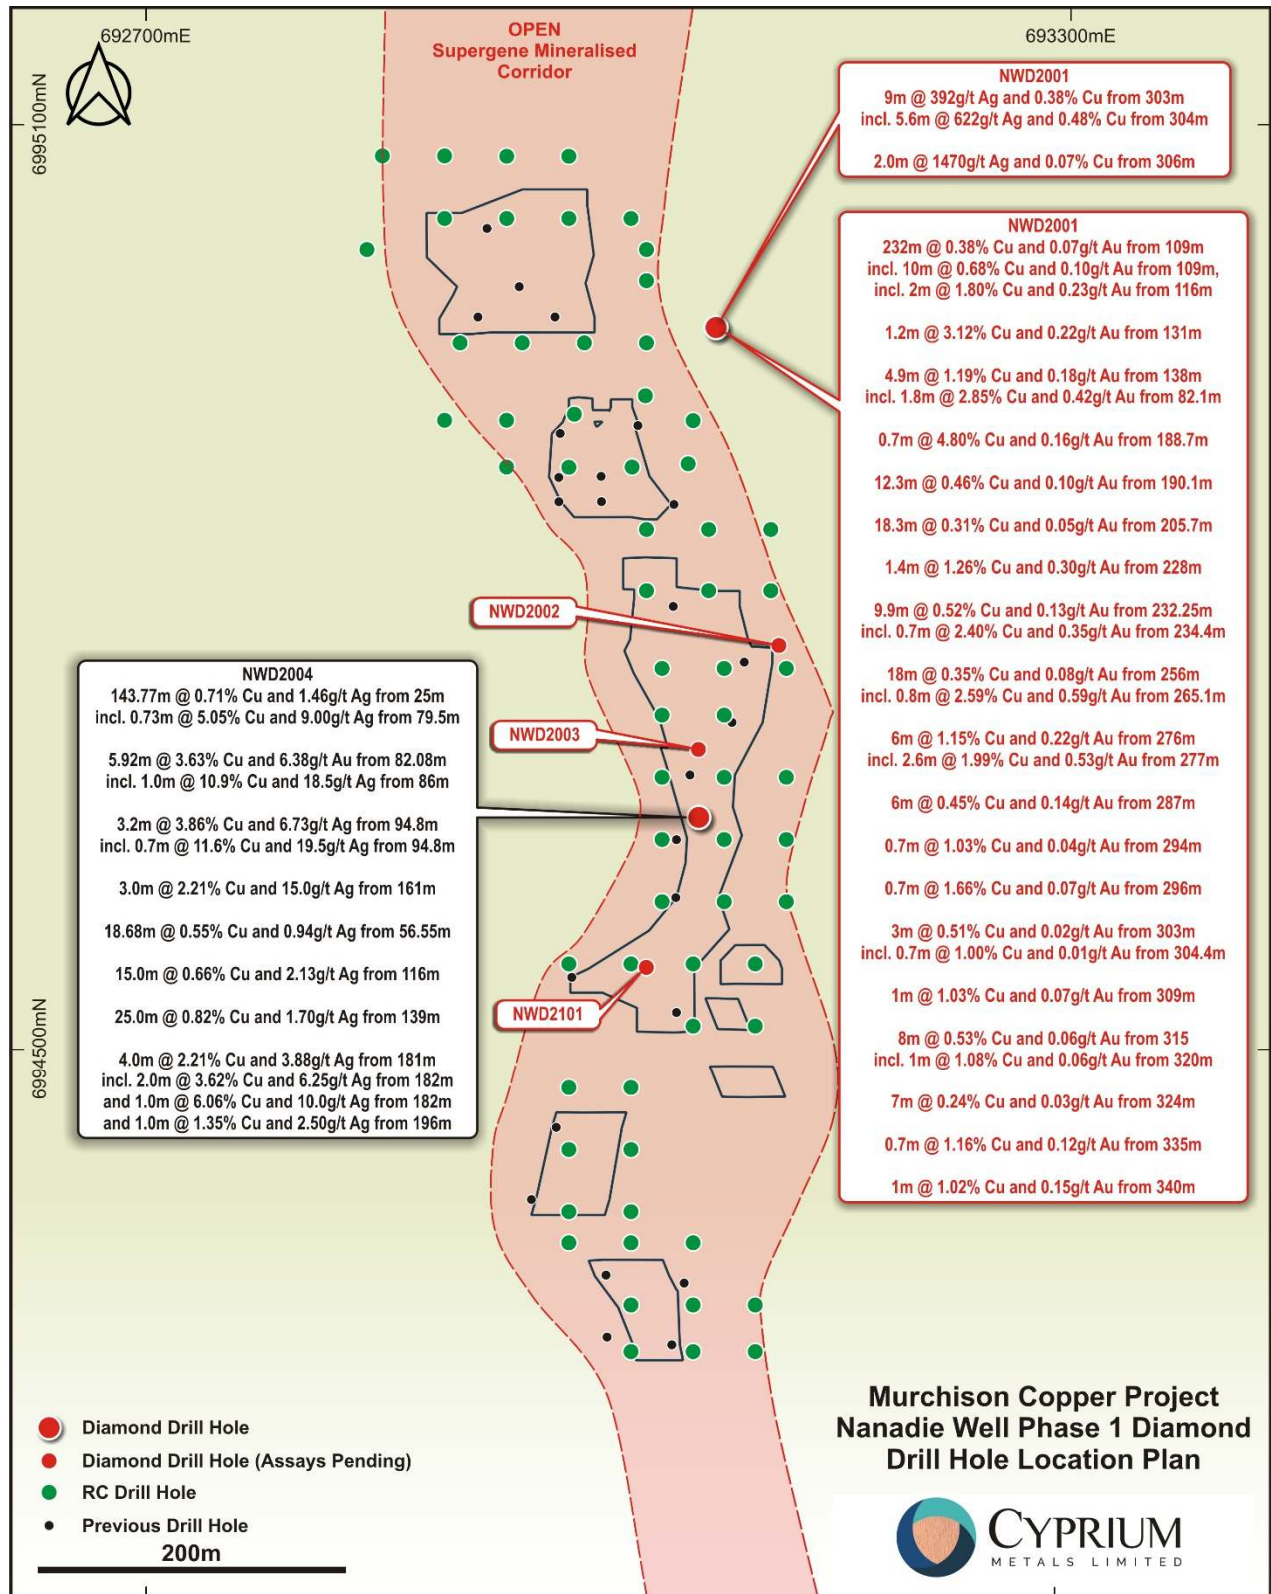 692700mE
693300mE
6995100mN
6994500mN
OPEN
Supergene Mineralised
Corridor
NWD2001
9m @ 392g/t Ag and 0.38% Cu from 303m
incl. 5.6m @ 622g/t Ag and 0.48% Cu from 304m
2.0m @ 1470g/t Ag and 0.07% Cu from 306m
NWD2001
232m @ 0.38% Cu and 0.07g/t Au from 109m
incl. 10m @ 0.68% Cu and 0.10g/t Au from 109m,
incl. 2m @ 1.80% Cu and 0.23g/t Au from 116m
1.2m @ 3.12% Cu and 0.22g/t Au from 131m
4.9m @ 1.19% Cu and 0.18g/t Au from 138m
incl. 1.8m @ 2.85% Cu and 0.42g/t Au from 82.1m
0.7m @ 4.80% Cu and 0.16g/t Au from 188.7m
12.3m @ 0.46% Cu and 0.10g/t Au from 190.1m
18.3m @ 0.31% Cu and 0.05g/t Au from 205.7m
1.4m @ 1.26% Cu and 0.30g/t Au from 228m
9.9m @ 0.52% Cu and 0.13g/t Au from 232.25m
incl. 0.7m @ 2.40% Cu and 0.35g/t Au from 234.4m
18m @ 0.35% Cu and 0.08g/t Au from 256m
incl. 0.8m @ 2.59% Cu and 0.59g/t Au from 265.1m
6m @ 1.15% Cu and 0.22g/t Au from 276m
incl. 2.6m @ 1.99% Cu and 0.53g/t Au from 277m
6m @ 0.45% Cu and 0.14g/t Au from 287m
0.7m @ 1.03% Cu and 0.04g/t Au from 294m
0.7m @ 1.66% Cu and 0.07g/t Au from 296m
3m @ 0.51% Cu and 0.02g/t Au from 303m
incl. 0.7m @ 1.00% Cu and 0.01g/t Au from 304.4m
1m @ 1.03% Cu and 0.07g/t Au from 309m
8m @ 0.53% Cu and 0.06g/t Au from 315
incl. 1m @ 1.08% Cu and 0.06g/t Au from 320m
7m @ 0.24% Cu and 0.03g/t Au from 324m
0.7m @ 1.16% Cu and 0.12g/t Au from 335m
1m @ 1.02% Cu and 0.15g/t Au from 340m
NWD2002
NWD2003
NWD2101
NWD2004
143.77m @ 0.71% Cu and 1.46g/t Ag from 25m
incl. 0.73m @ 5.05% Cu and 9.00g/t Ag from 79.5m
5.92m @ 3.63% Cu and 6.38g/t Au from 82.08m
incl. 1.0m @ 10.9% Cu and 18.5g/t Ag from 86m
3.2m @ 3.86% Cu and 6.73g/t Ag from 94.8m
incl. 0.7m @ 11.6% Cu and 19.5g/t Ag from 94.8m
3.0m @ 2.21% Cu and 15.0g/t Ag from 161m
18.68m @ 0.55% Cu and 0.94g/t Ag from 56.55m
15.0m @ 0.66% Cu and 2.13g/t Ag from 116m
25.0m @ 0.82% Cu and 1.70g/t Ag from 139m
4.0m @ 2.21% Cu and 3.88g/t Ag from 181m
incl. 2.0m @ 3.62% Cu and 6.25g/t Ag from 182m
and 1.0m @ 6.06% Cu and 10.0g/t Ag from 182m
and 1.0m @ 1.35% Cu and 2.50g/t Ag from 196m
Diamond Drill Hole
Diamond Drill Hole (Assays Pending)
RC Drill Hole
Previous Drill Hole
200m
Murchison Copper Project
Nanadie Well Phase 1 Diamond
Drill Hole Location Plan
CYPRIUM
METALS LIMITED